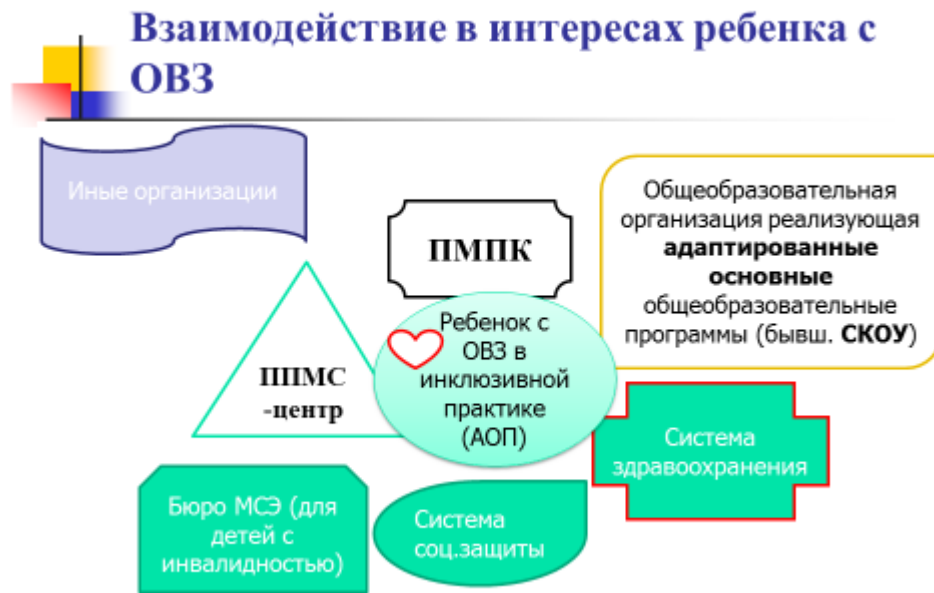 Взаимодействие в интересах ребенка с
ОВЗ
Иные организации
ПМПК
Общеобразовательная
организация реализующая
адаптированные
основные
общеобразовательные
программы (бывш. СКОУ)
Ребенок с
ОВЗ в
инклюзивной
практике
(АОП)
ППМС
-центр
Система
здравоохранения
Бюро МСЭ (для
детей с
инвалидностью)
Система
соц.защиты